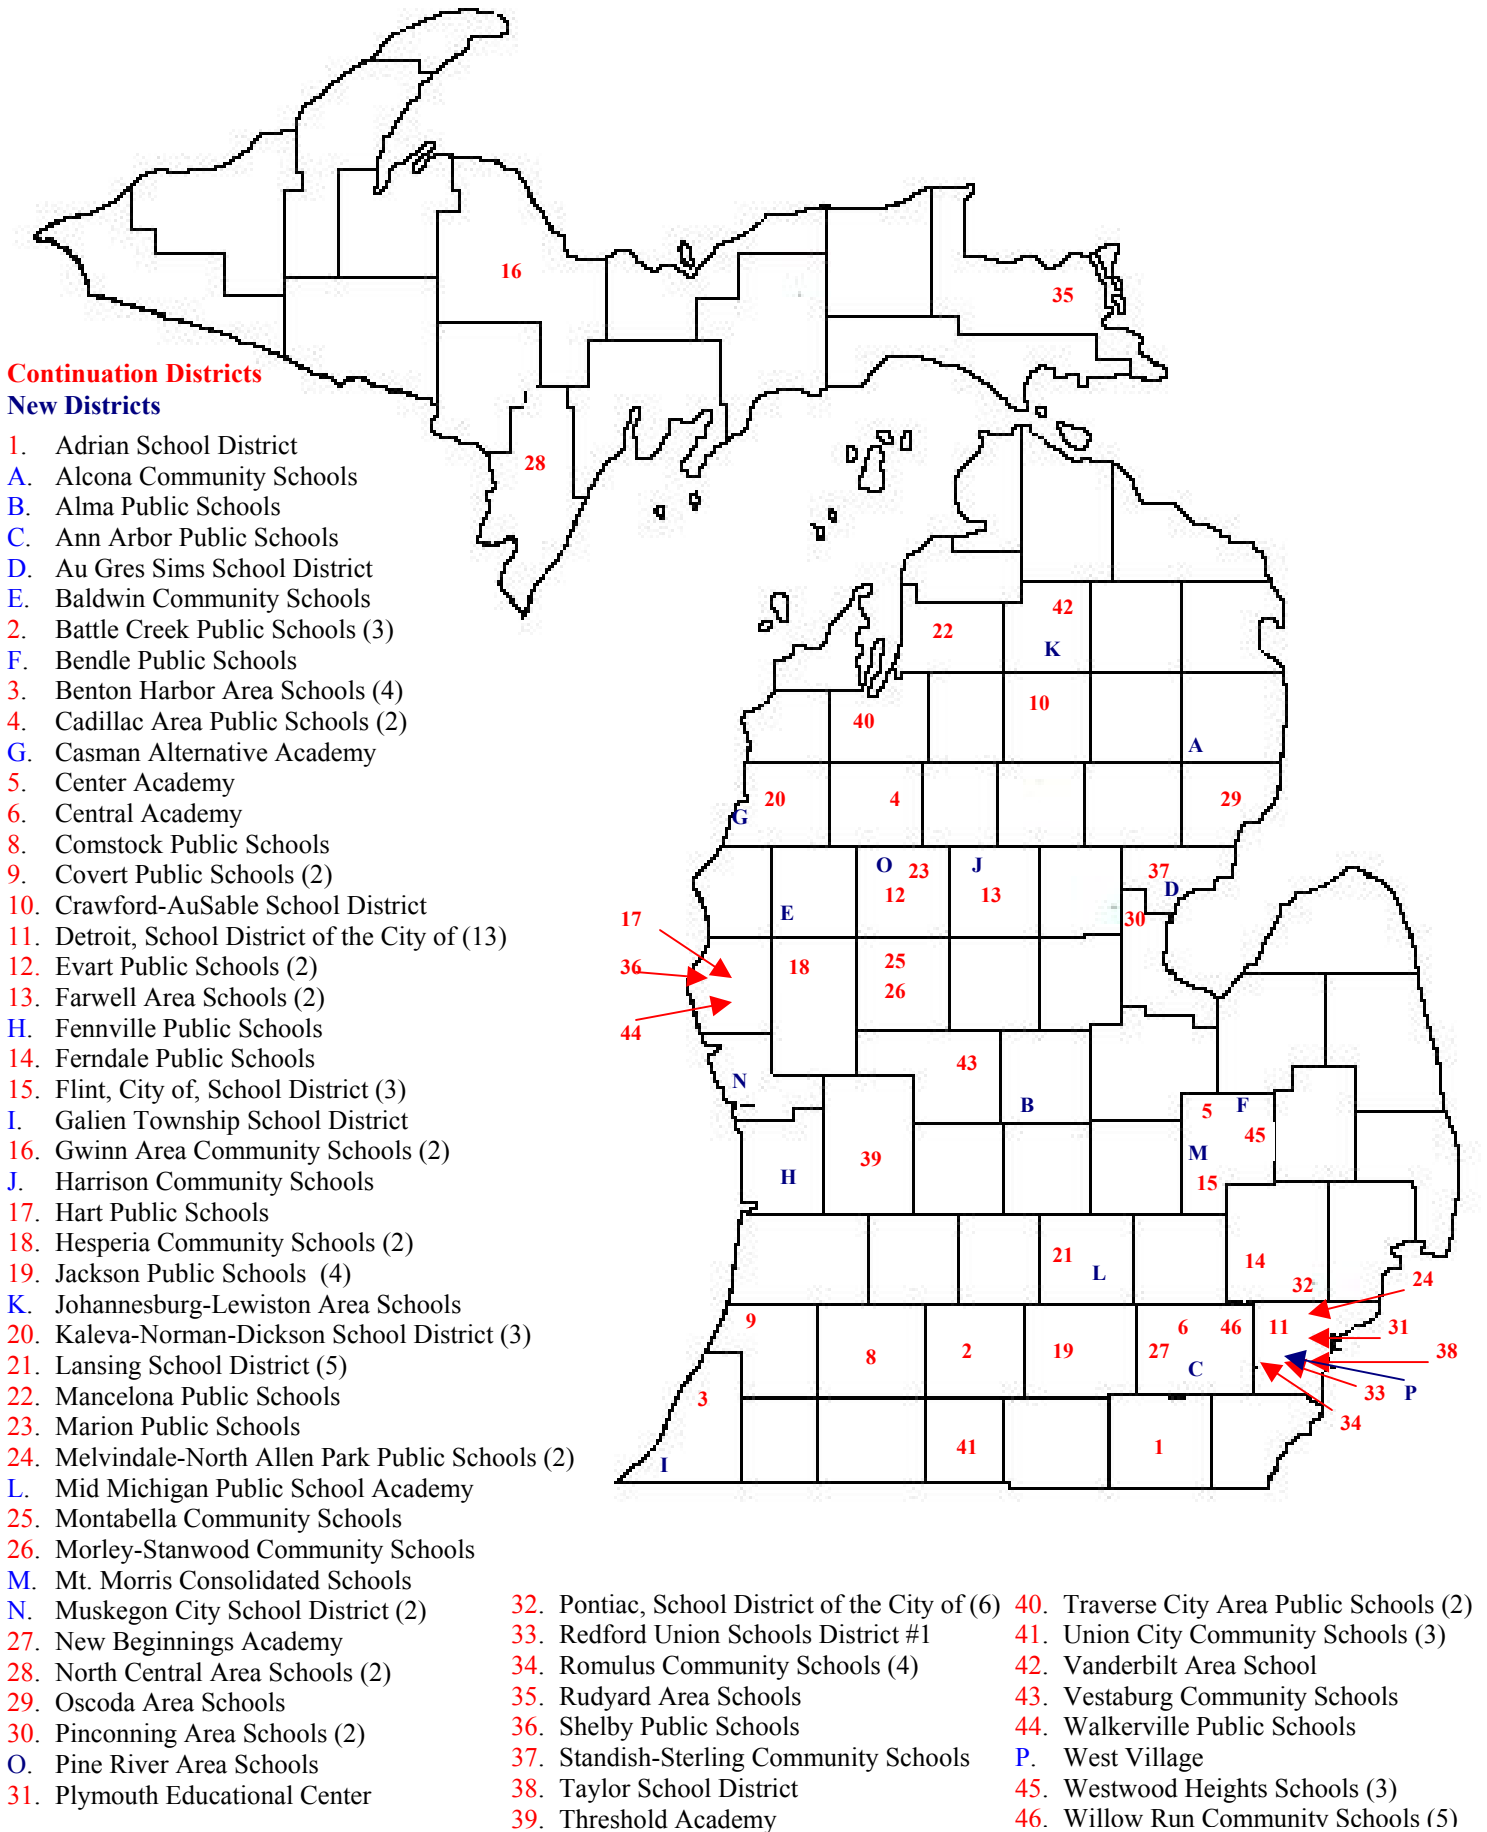 16
35
Continuation Districts
New Districts
28
1. Adrian School District
A. Alcona Community Schools
B. Alma Public Schools
C. Ann Arbor Public Schools
D. Au Gres Sims School District
E. Baldwin Community Schools
2. Battle Creek Public Schools (3)
F. Bendle Public Schools
3. Benton Harbor Area Schools (4)
4. Cadillac Area Public Schools (2)
G. Casman Alternative Academy
5. Center Academy
6. Central Academy
8. Comstock Public Schools
9. Covert Public Schools (2)
10. Crawford-AuSable School District
11. Detroit, School District of the City of (13)
12. Evart Public Schools (2)
13. Farwell Area Schools (2)
H. Fennville Public Schools
14. Ferndale Public Schools
15. Flint, City of, School District (3)
I. Galien Township School District
16. Gwinn Area Community Schools (2)
J. Harrison Community Schools
17. Hart Public Schools
18. Hesperia Community Schools (2)
19. Jackson Public Schools (4)
K. Johannesburg-Lewiston Area Schools
20. Kaleva-Norman-Dickson School District (3)
21. Lansing School District (5)
22. Mancelona Public Schools
23. Marion Public Schools
24. Melvindale-North Allen Park Public Schools (2)
L. Mid Michigan Public School Academy
25. Montabella Community Schools
26. Morley-Stanwood Community Schools
M. Mt. Morris Consolidated Schools
N. Muskegon City School District (2)
27. New Beginnings Academy
28. North Central Area Schools (2)
29. Oscoda Area Schools
30. Pinconning Area Schools (2)
O. Pine River Area Schools
31. Plymouth Educational Center
42
22
K
10
40
A
20
4
29
G
O
23
J
37
12
13
D
E
17
30
36
18
25
26
44
43
N
B
5
F
45
39
M
H
15
21
14
L
32
24
9
6
46
11
31
8
2
19
27
38
C
3
33
P
34
41
1
I
32. Pontiac, School District of the City of (6)
33. Redford Union Schools District #1
34. Romulus Community Schools (4)
35. Rudyard Area Schools
36. Shelby Public Schools
37. Standish-Sterling Community Schools
38. Taylor School District
39. Threshold Academy
40. Traverse City Area Public Schools (2)
41. Union City Community Schools (3)
42. Vanderbilt Area School
43. Vestaburg Community Schools
44. Walkerville Public Schools
P. West Village
45. Westwood Heights Schools (3)
46. Willow Run Community Schools (5)